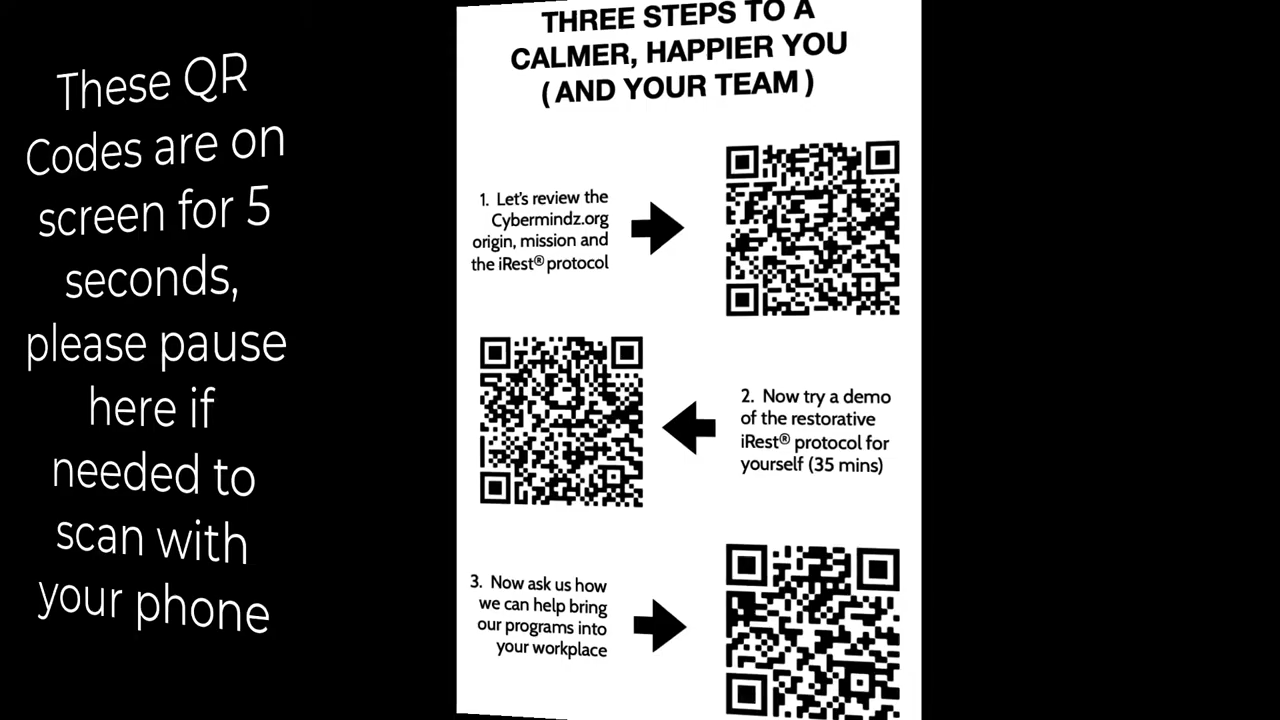 These QR
Codes are on
screen for 5
seconds,
please pause
here if
needed to
scan with
your phone
THREE STEPS TO A
CALMER, HAPPIER YOU
(AND YOUR TEAM)
1. Let's review the
Cybermindz.org
origin, mission and
the iRest® protocol
2. Now try a demo
of the restorative
iRest® protocol for
yourself (35 mins)
3. Now ask us how
we can help bring
our programs into
your workplace